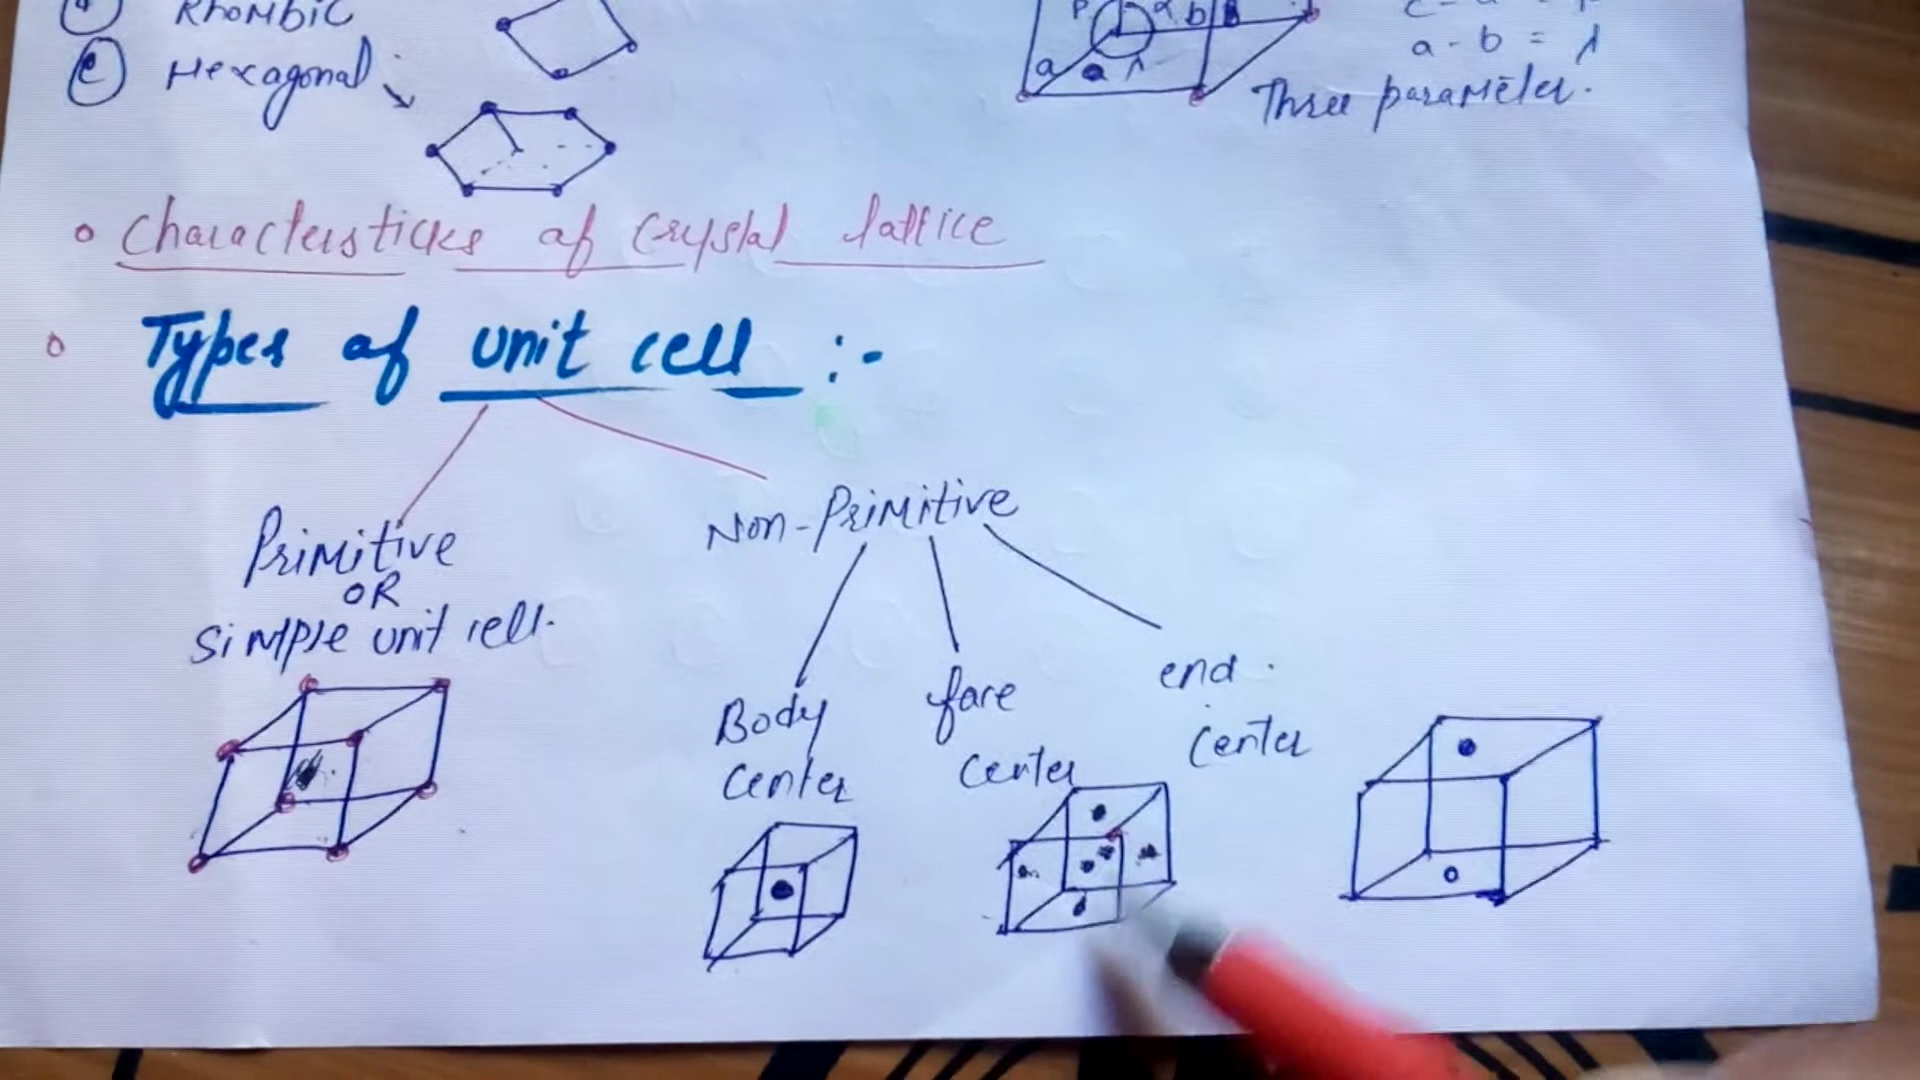 Rhombic
e Hexagonal
P α b
a λ
a - b = λ
Three parameter.
Characteristicks of Crystal lattice
Types of unit cell :-
Primitive
OR
Simple unit cell.
Non-Primitive
Body
center
face
center
end
center